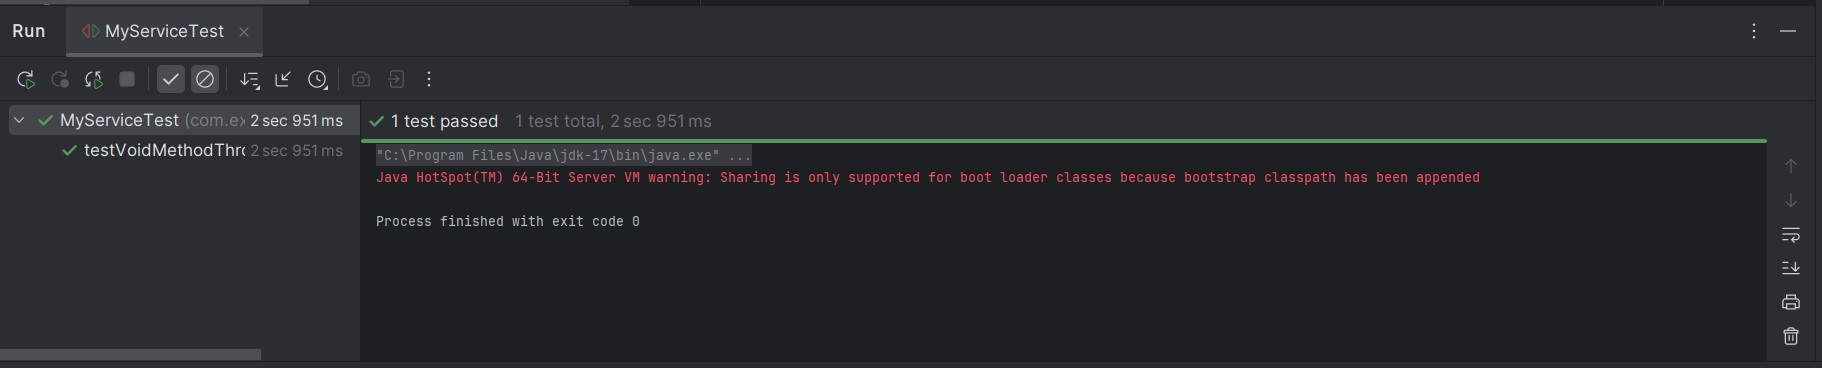 Run MyServiceTest
MyServiceTest (com.ex 2 sec 951 ms
testVoidMethodThro 2 sec 951 ms
1 test passed 1 test total, 2 sec 951 ms
"C:\Program Files\Java\jdk-17\bin\java.exe" ...
Java HotSpot(TM) 64-Bit Server VM warning: Sharing is only supported for boot loader classes because bootstrap classpath has been appended
Process finished with exit code 0